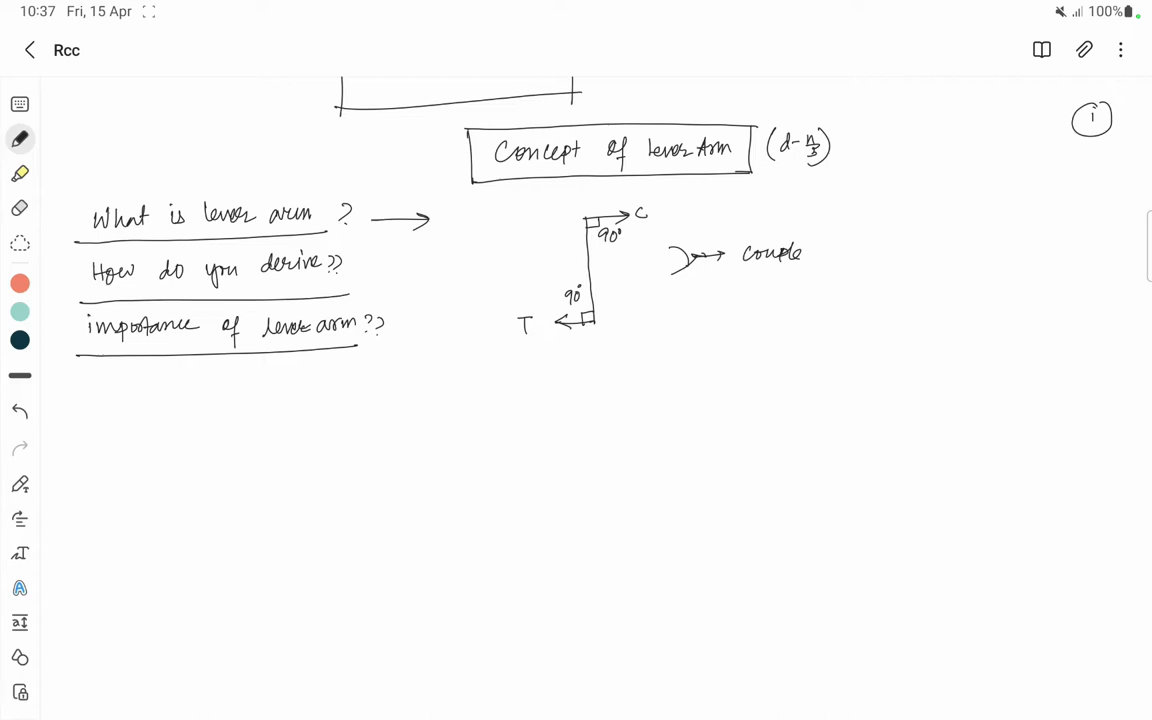 10:37 Fri, 15 Apr
100%
Rcc
i
Concept of lever Arm (d-n/3)
What is lever arm ?
C
90°
How do you derive??
couple
90°
importance of lever arm??
T